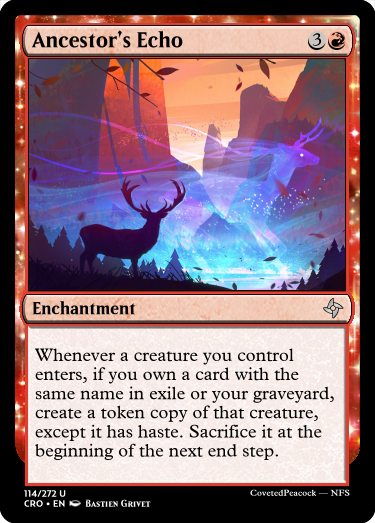 Ancestor's Echo 3
Enchantment
Whenever a creature you control
enters, if you own a card with the
same name in exile or your graveyard,
create a token copy of that creature,
except it has haste. Sacrifice it at the
beginning of the next end step.
114/272 U
CRO • EN Bastien Grivet
CovetedPeacock — NFS